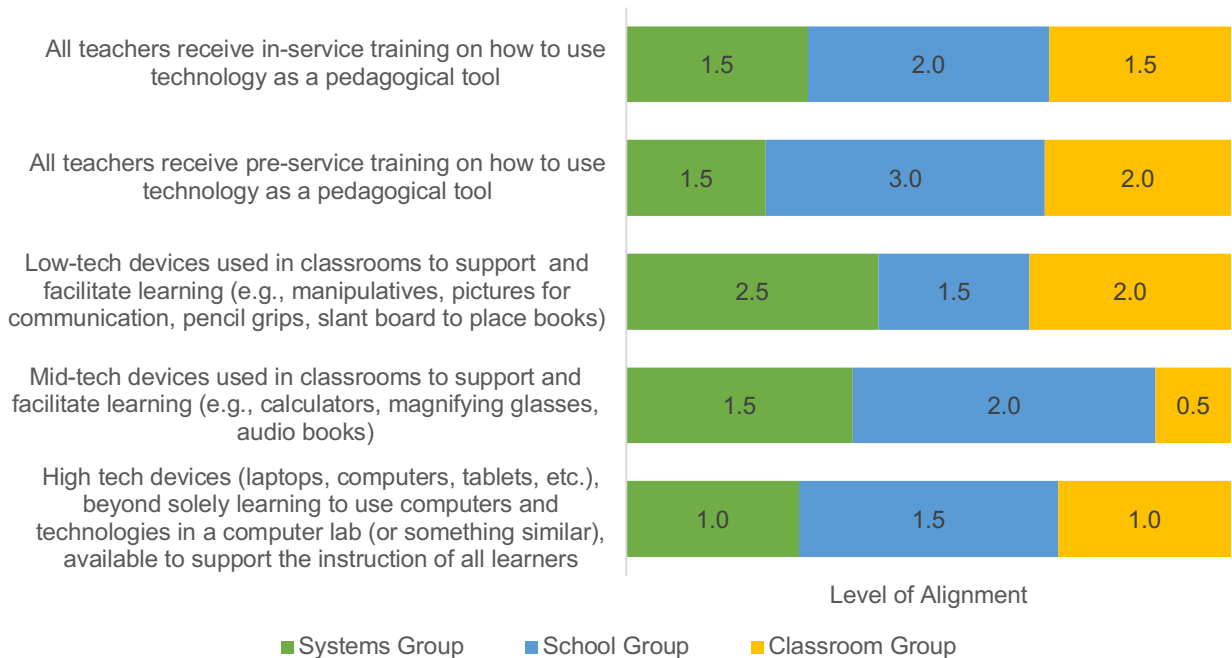 All teachers receive in-service training on how to use
technology as a pedagogical tool
1.5 2.0 1.5
All teachers receive pre-service training on how to use
technology as a pedagogical tool
1.5 3.0 2.0
Low-tech devices used in classrooms to support and
facilitate learning (e.g., manipulatives, pictures for
communication, pencil grips, slant board to place books)
2.5 1.5 2.0
Mid-tech devices used in classrooms to support and
facilitate learning (e.g., calculators, magnifying glasses,
audio books)
1.5 2.0 0.5
High tech devices (laptops, computers, tablets, etc.),
beyond solely learning to use computers and
technologies in a computer lab (or something similar),
available to support the instruction of all learners
1.0 1.5 1.0
Level of Alignment
Systems Group School Group Classroom Group